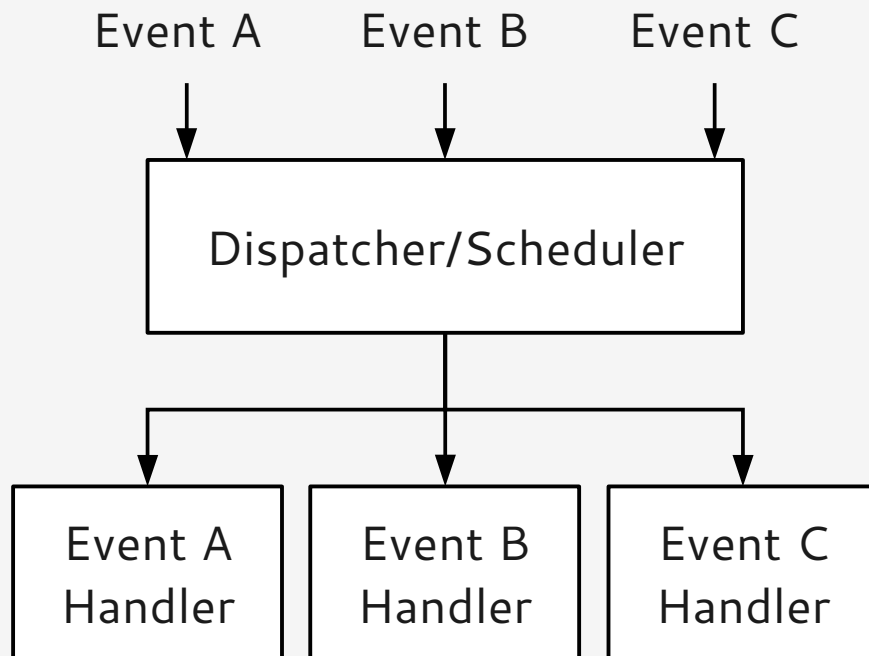 Event A
Event B
Event C
Dispatcher/Scheduler
Event A
Handler
Event B
Handler
Event C
Handler